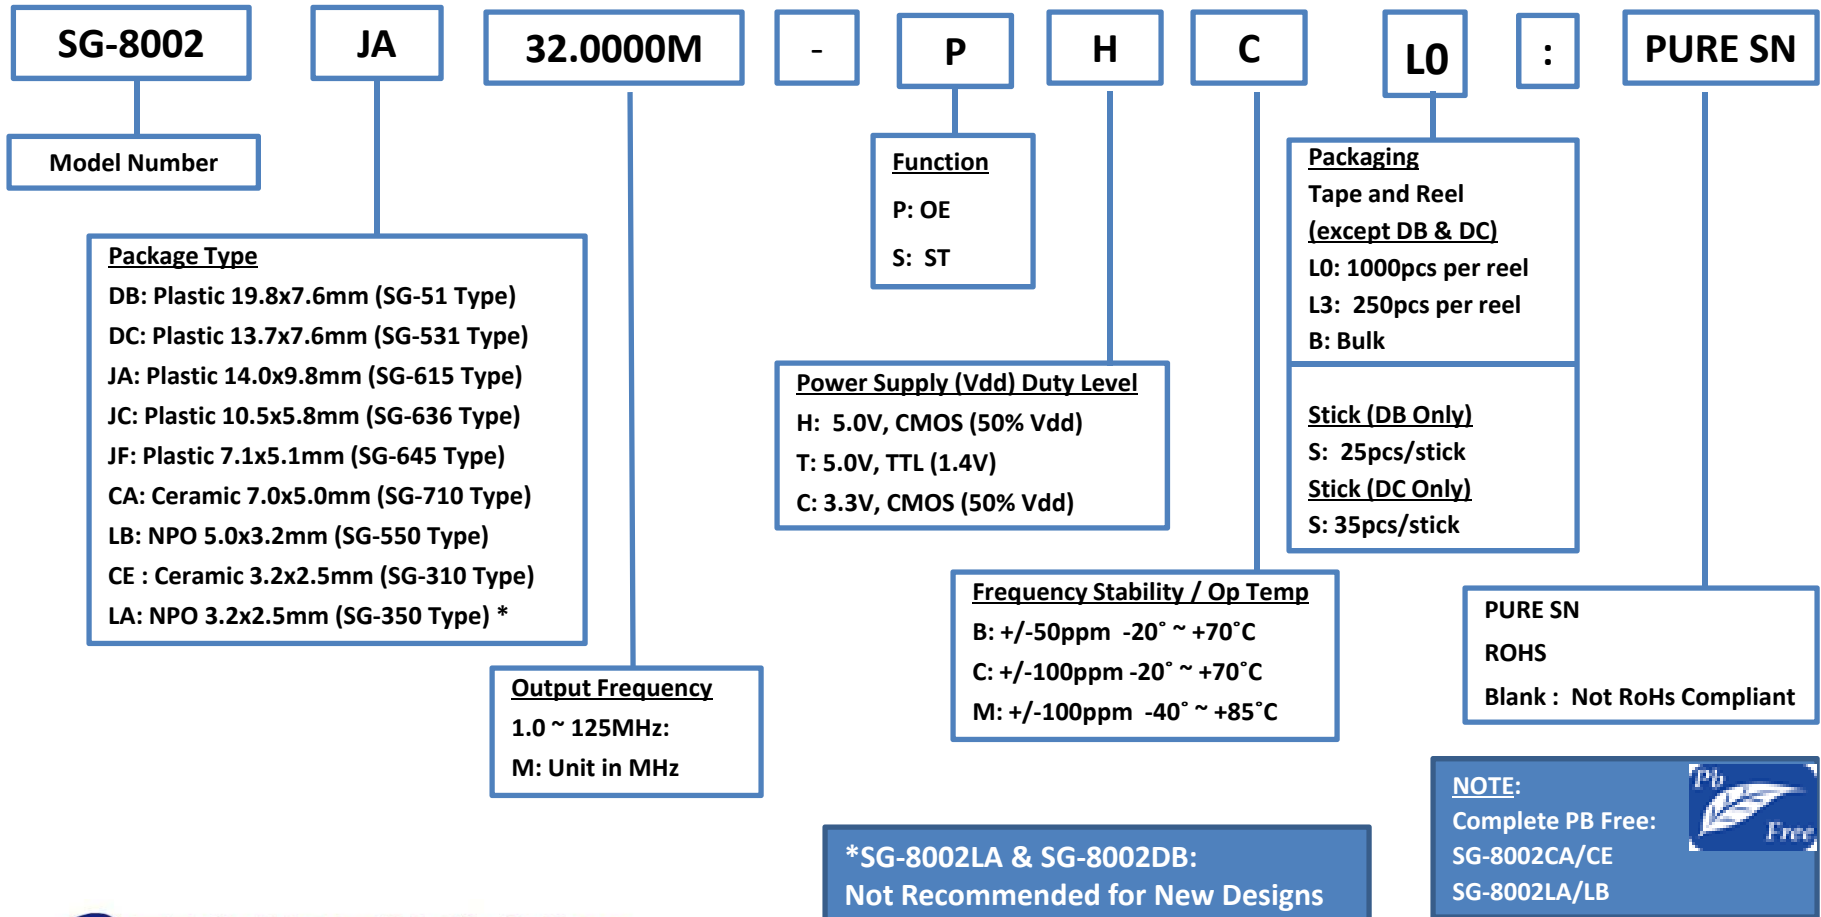 SG-8002 JA 32.0000M - P H C L0 : PURE SN
Model Number
Package Type
DB: Plastic 19.8x7.6mm (SG-51 Type)
DC: Plastic 13.7x7.6mm (SG-531 Type)
JA: Plastic 14.0x9.8mm (SG-615 Type)
JC: Plastic 10.5x5.8mm (SG-636 Type)
JF: Plastic 7.1x5.1mm (SG-645 Type)
CA: Ceramic 7.0x5.0mm (SG-710 Type)
LB: NPO 5.0x3.2mm (SG-550 Type)
CE : Ceramic 3.2x2.5mm (SG-310 Type)
LA: NPO 3.2x2.5mm (SG-350 Type) *
Output Frequency
1.0 ~ 125MHz:
M: Unit in MHz
Function
P: OE
S: ST
Power Supply (Vdd) Duty Level
H: 5.0V, CMOS (50% Vdd)
T: 5.0V, TTL (1.4V)
C: 3.3V, CMOS (50% Vdd)
Frequency Stability / Op Temp
B: +/-50ppm -20˚ ~ +70˚C
C: +/-100ppm -20˚ ~ +70˚C
M: +/-100ppm -40˚ ~ +85˚C
Packaging
Tape and Reel
(except DB & DC)
L0: 1000pcs per reel
L3: 250pcs per reel
B: Bulk
Stick (DB Only)
S: 25pcs/stick
Stick (DC Only)
S: 35pcs/stick
PURE SN
ROHS
Blank : Not RoHs Compliant
*SG-8002LA & SG-8002DB:
Not Recommended for New Designs
NOTE:
Complete PB Free:
SG-8002CA/CE
SG-8002LA/LB
Pb
Free